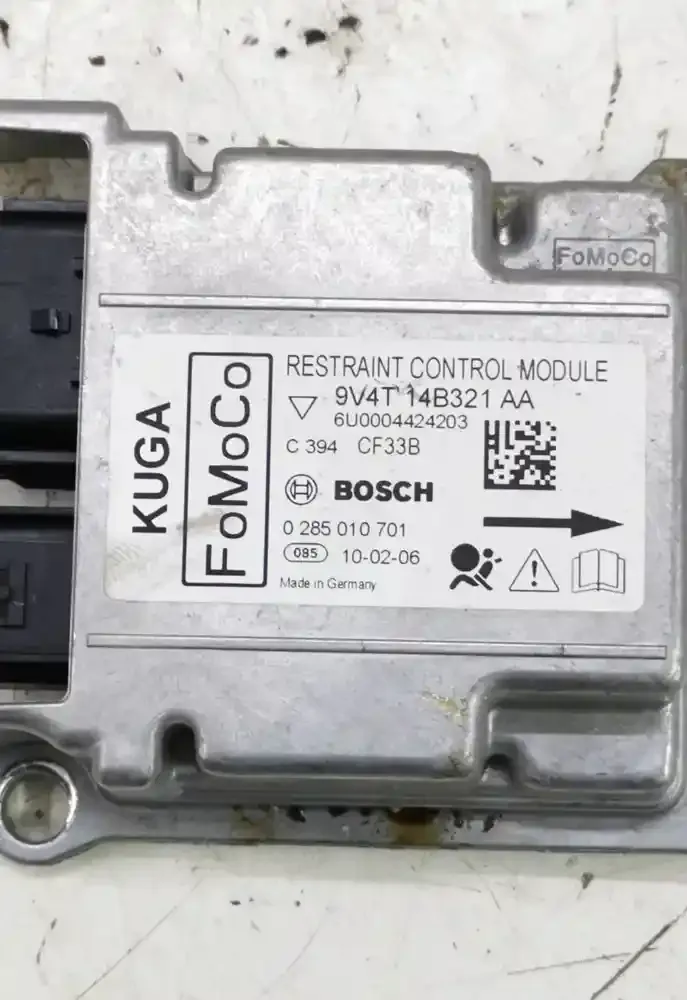 FoMoCo
KUGA
FoMoCo
RESTRAINT CONTROL MODULE
9V4T 14B321 AA
6U0004424203
C 394 CF33B
H BOSCH
0 285 010 701
085 10-02-06
Made in Germany